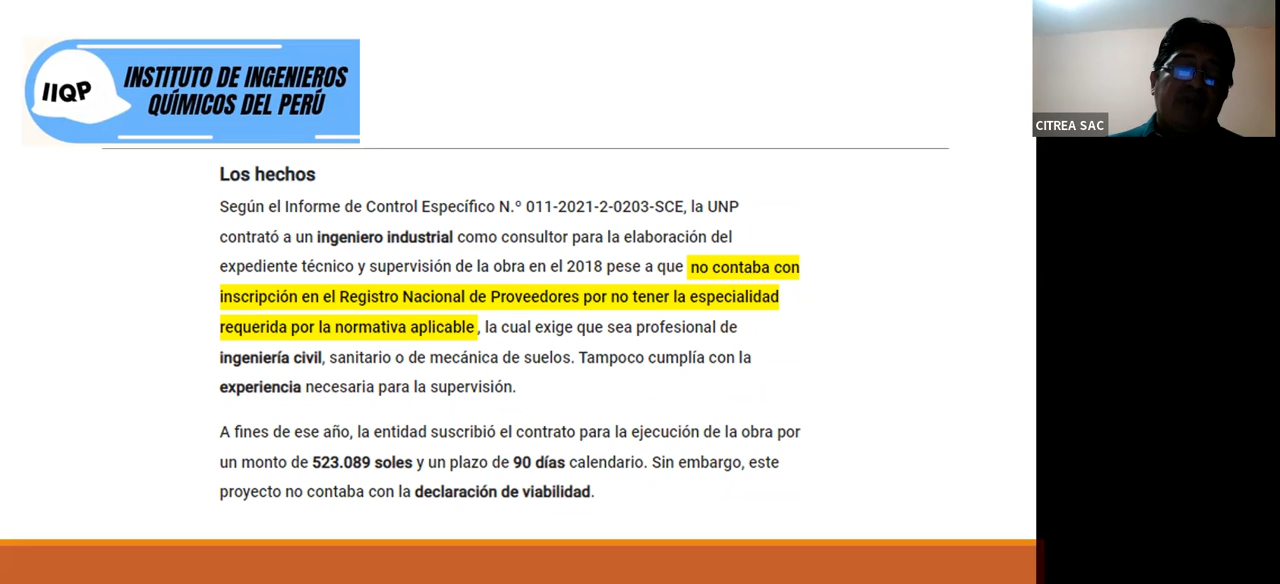 IIQP
INSTITUTO DE INGENIEROS
QUÍMICOS DEL PERÚ
CITREA SAC
Los hechos
Según el Informe de Control Específico N.º 011-2021-2-0203-SCE, la UNP
contrató a un ingeniero industrial como consultor para la elaboración del
expediente técnico y supervisión de la obra en el 2018 pese a que no contaba con
inscripción en el Registro Nacional de Proveedores por no tener la especialidad
requerida por la normativa aplicable, la cual exige que sea profesional de
ingeniería civil, sanitario o de mecánica de suelos. Tampoco cumplía con la
experiencia necesaria para la supervisión.
A fines de ese año, la entidad suscribió el contrato para la ejecución de la obra por
un monto de 523.089 soles y un plazo de 90 días calendario. Sin embargo, este
proyecto no contaba con la declaración de viabilidad.